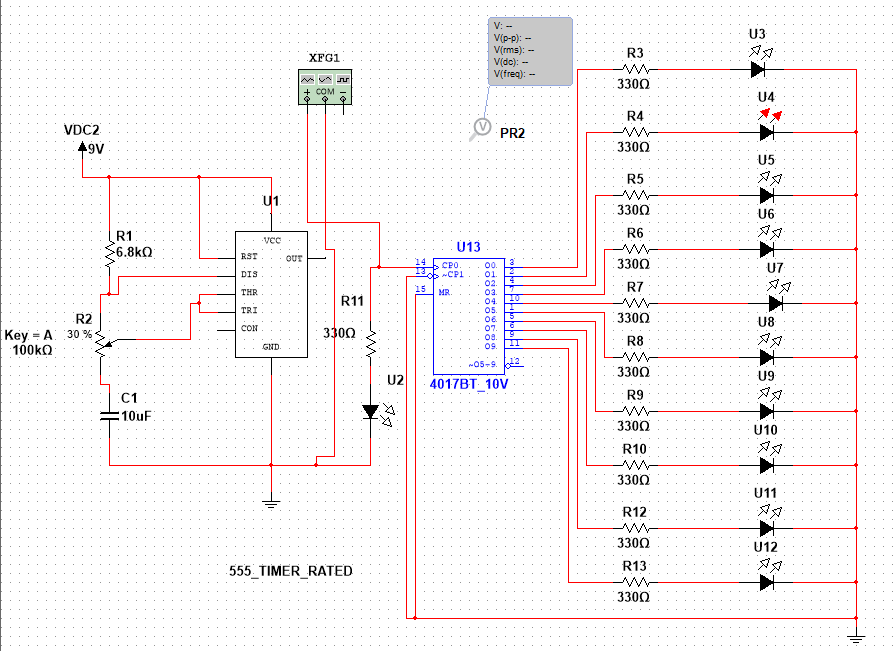 V: --
V(p-p): --
V(rms): --
V(dc): --
V(freq): --
PR2
XFG1
+ COM −
VDC2
9V
U1
VCC
RST
DIS
OUT
THR
TRI
CON
GND
R1
6.8kΩ
R2
30 %
Key = A
100kΩ
C1
10uF
R11
330Ω
U2
U13
14 CP0
13 ~CP1
15 MR
O0 3
O1 2
O2 4
O3 7
O4 10
O5 1
O6 5
O7 6
O8 9
O9 11
~O5-9 12
4017BT_10V
R3
330Ω
U3
R4
330Ω
U4
R5
330Ω
U5
R6
330Ω
U6
R7
330Ω
U7
R8
330Ω
U8
R9
330Ω
U9
R10
330Ω
U10
R12
330Ω
U11
R13
330Ω
U12
555_TIMER_RATED